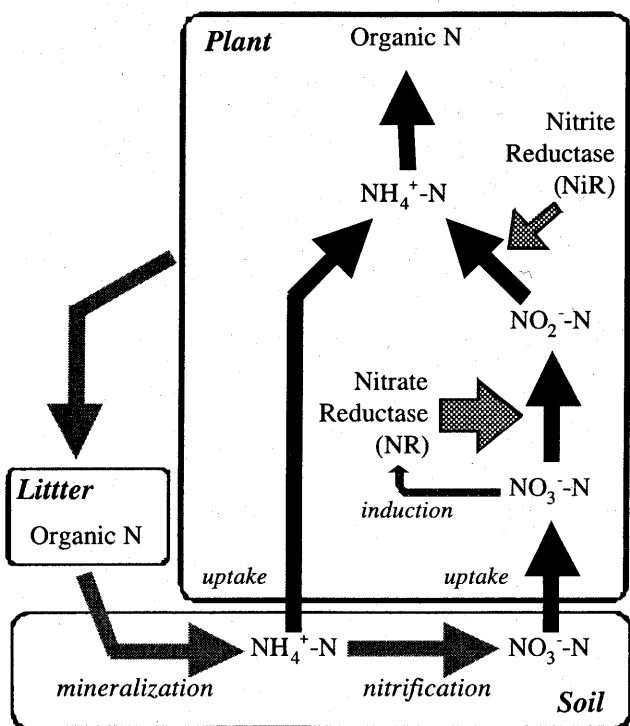 Plant
Organic N
Nitrite
Reductase
(NiR)
NH4+-N
NO2–-N
Nitrate
Reductase
(NR)
NO3–-N
induction
Littter
Organic N
uptake
uptake
NH4+-N
NO3–-N
mineralization
nitrification
Soil